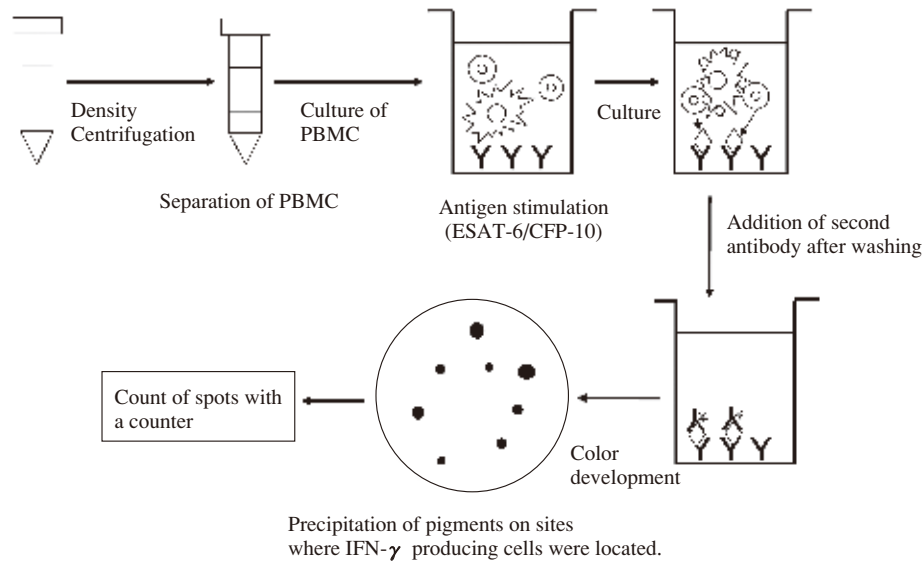 Density
Centrifugation
Culture of
PBMC
Culture
Separation of PBMC
Antigen stimulation
(ESAT-6/CFP-10)
Addition of second
antibody after washing
Count of spots with
a counter
Color
development
Precipitation of pigments on sites
where IFN-γ producing cells were located.